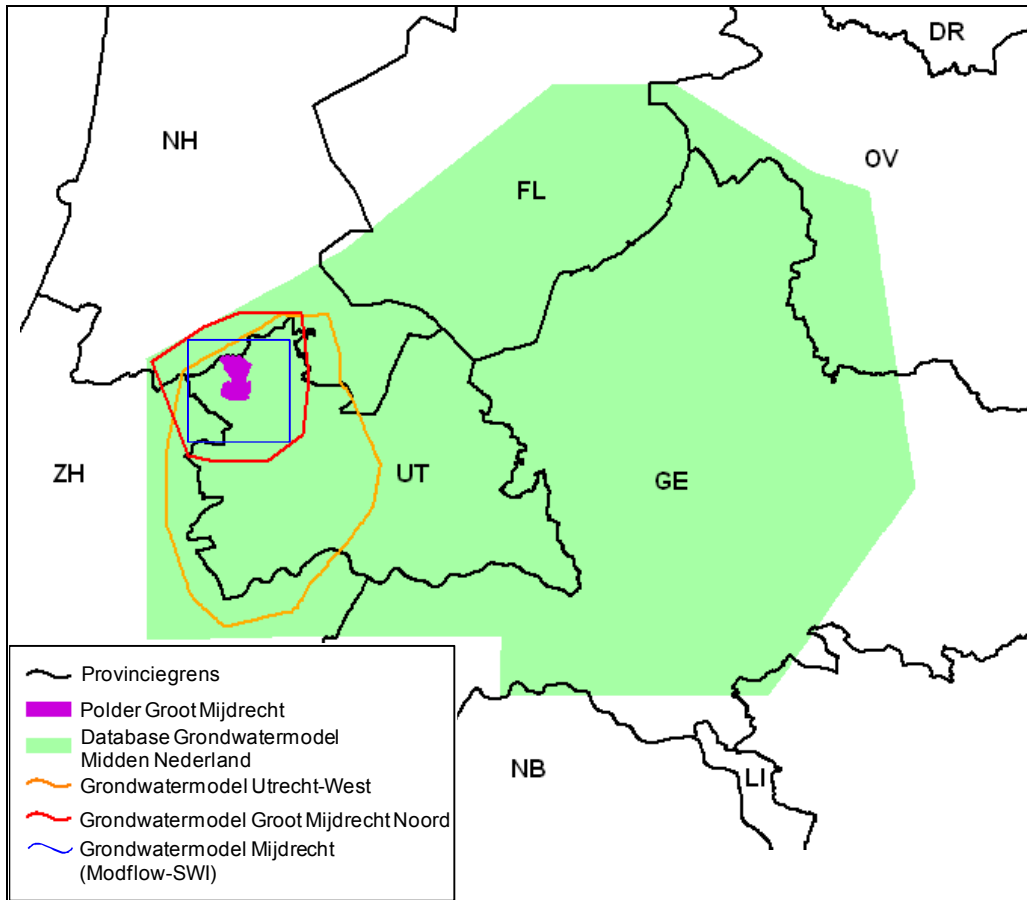 DR
NH
OV
FL
ZH
UT
GE
NB
LI
Provinciegrens
Polder Groot Mijdrecht
Database Grondwatermodel
Midden Nederland
Grondwatermodel Utrecht-West
Grondwatermodel Groot Mijdrecht Noord
Grondwatermodel Mijdrecht
(Modflow-SWI)